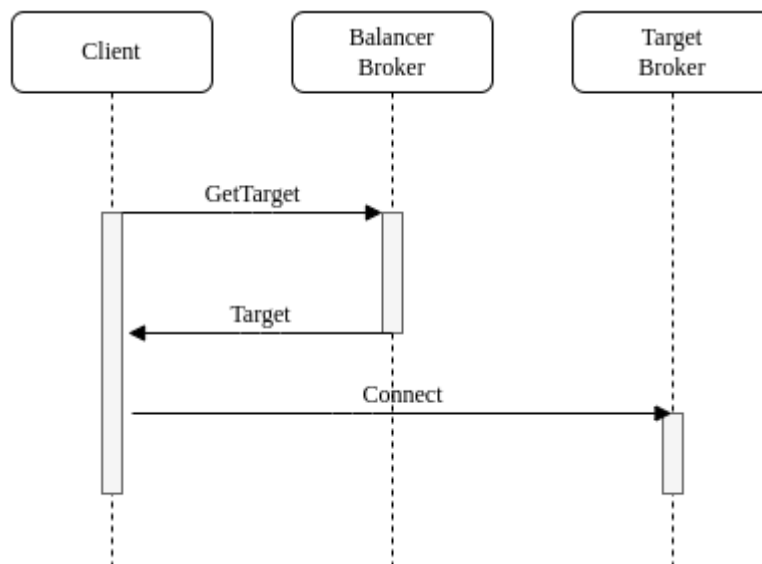 Client
Balancer
Broker
Target
Broker
GetTarget
Target
Connect